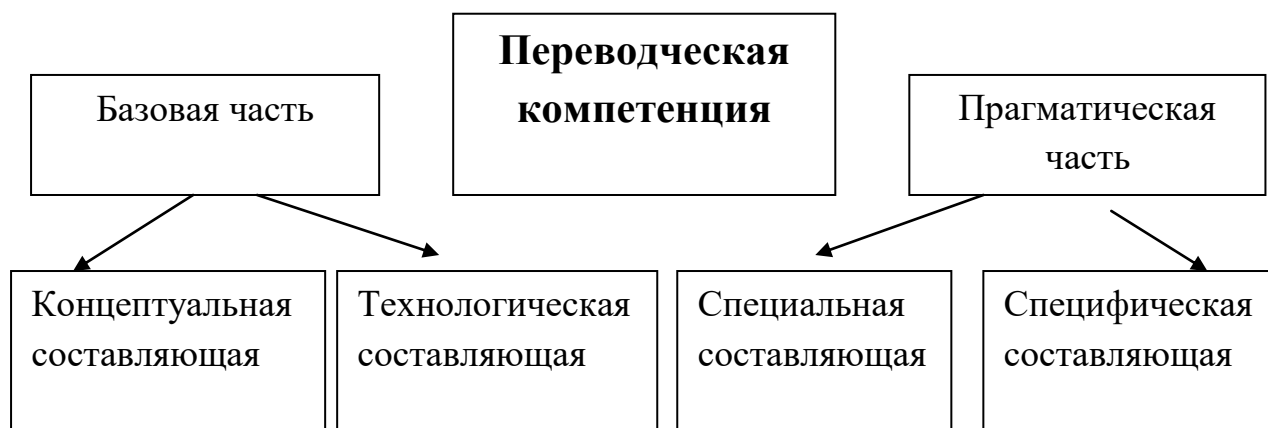 Переводческая
компетенция
Базовая часть
Прагматическая
часть
Концептуальная
составляющая
Технологическая
составляющая
Специальная
составляющая
Специфическая
составляющая